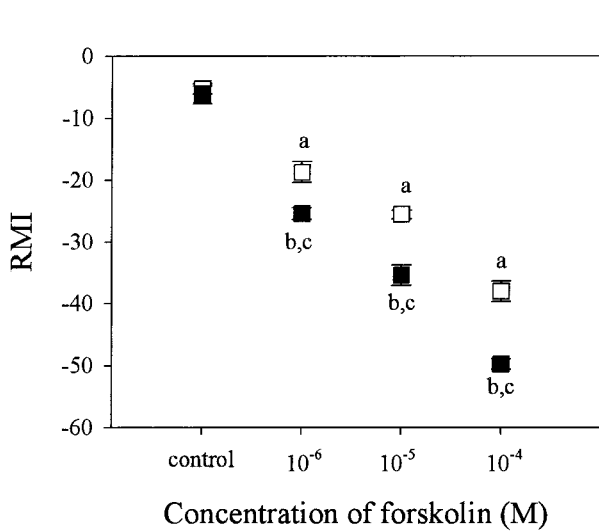 0
-10
a
-20
a
RMI
-30
b,c
a
-40
b,c
-50
b,c
-60
control 10⁻⁶ 10⁻⁵ 10⁻⁴
Concentration of forskolin (M)